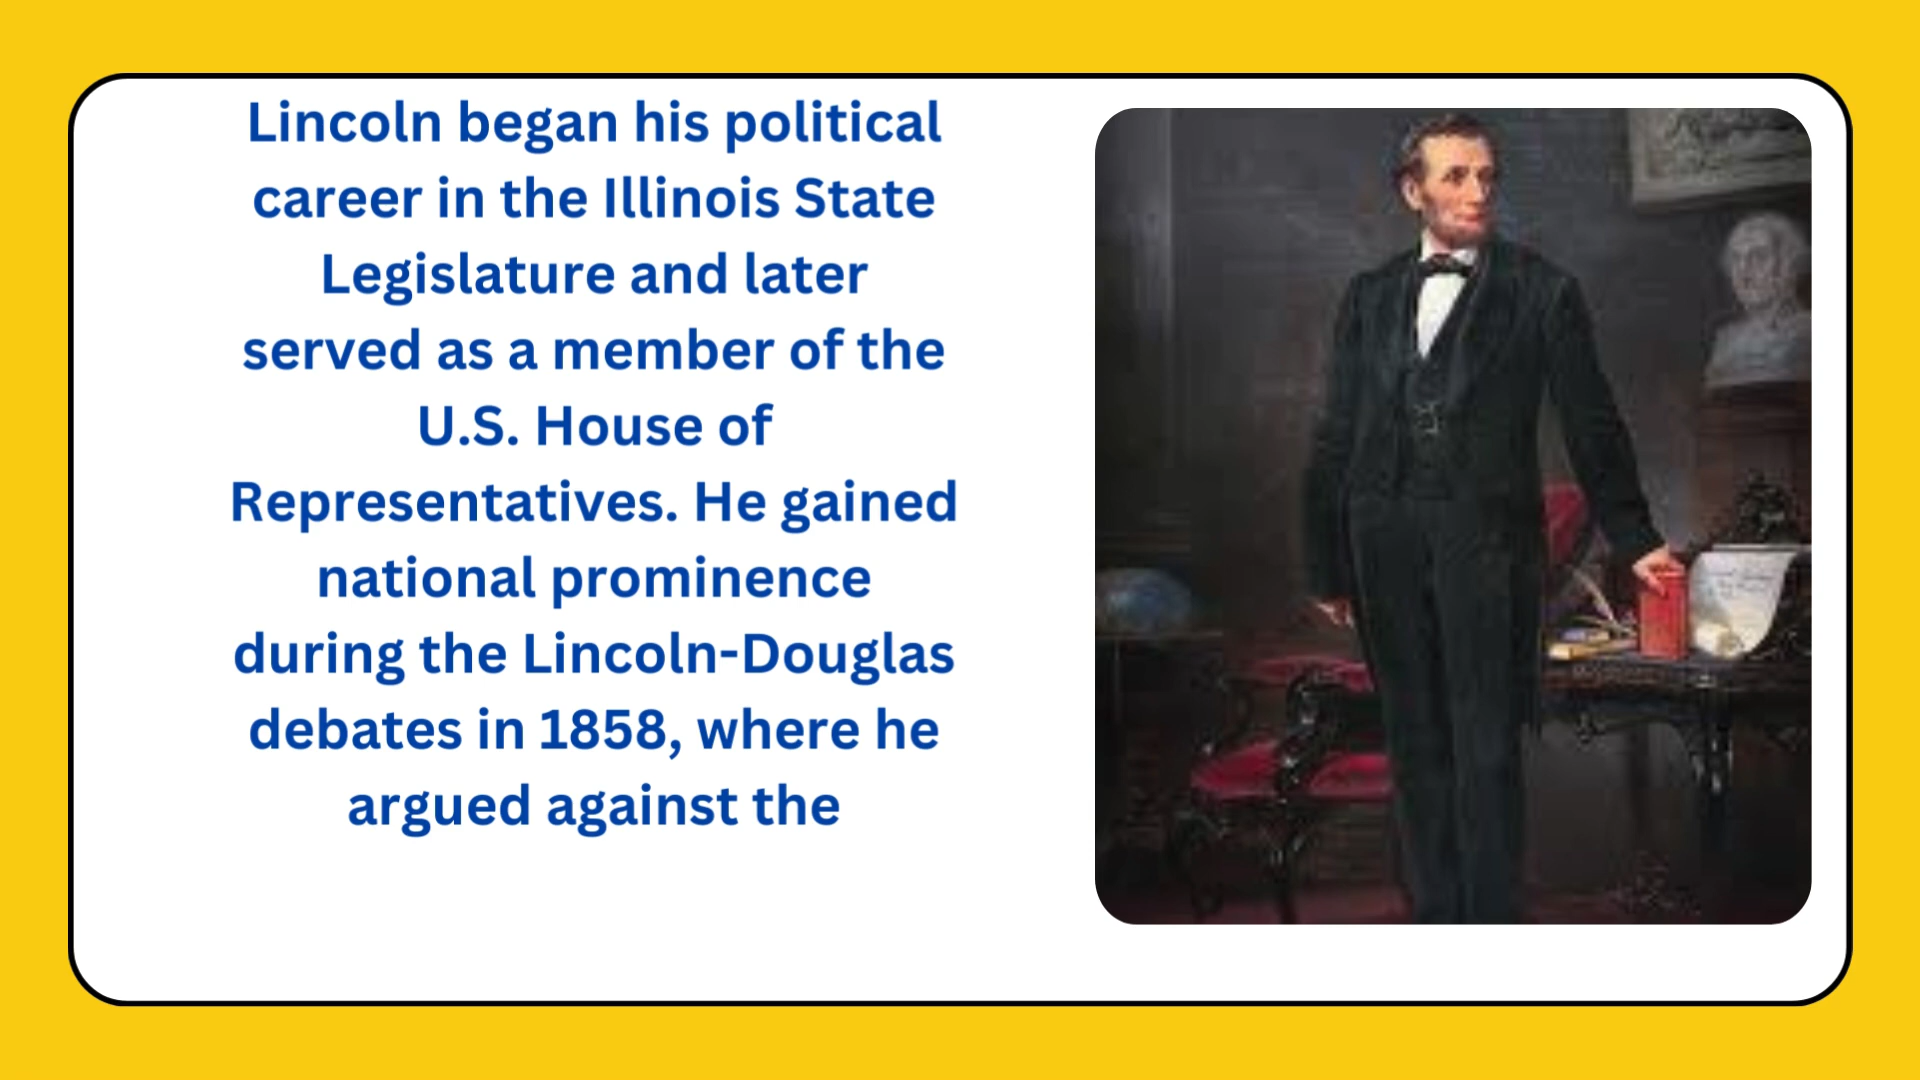 Lincoln began his political
career in the Illinois State
Legislature and later
served as a member of the
U.S. House of
Representatives. He gained
national prominence
during the Lincoln-Douglas
debates in 1858, where he
argued against the